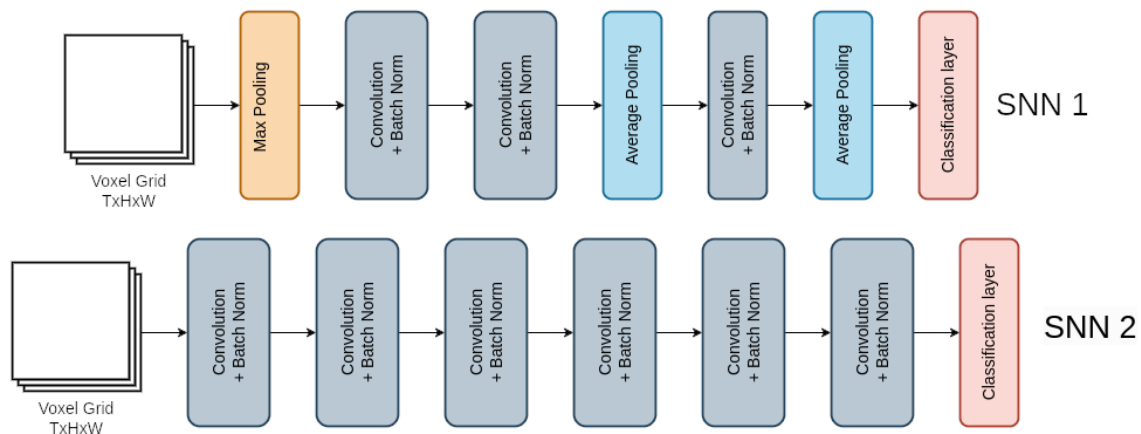 Max Pooling
Convolution
+ Batch Norm
Convolution
+ Batch Norm
Average Pooling
Convolution
+ Batch Norm
Average Pooling
Classification layer
SNN 1
Voxel Grid
TxHxW
Convolution
+ Batch Norm
Convolution
+ Batch Norm
Convolution
+ Batch Norm
Convolution
+ Batch Norm
Convolution
+ Batch Norm
Convolution
+ Batch Norm
Classification layer
SNN 2
Voxel Grid
TxHxW